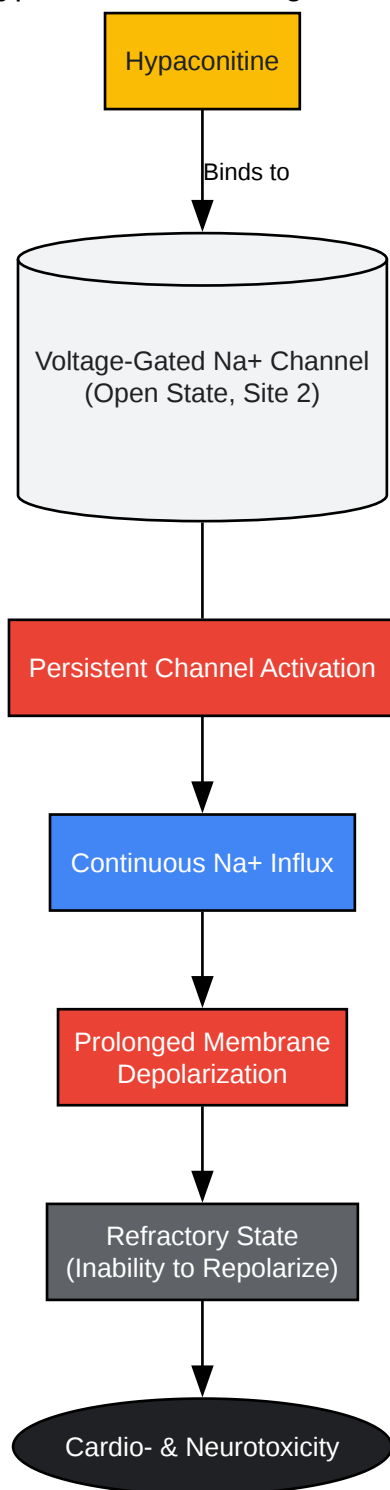 Hypaconitine
Binds to
Voltage-Gated Na+ Channel
(Open State, Site 2)
Persistent Channel Activation
Continuous Na+ Influx
Prolonged Membrane
Depolarization
Refractory State
(Inability to Repolarize)
Cardio- & Neurotoxicity